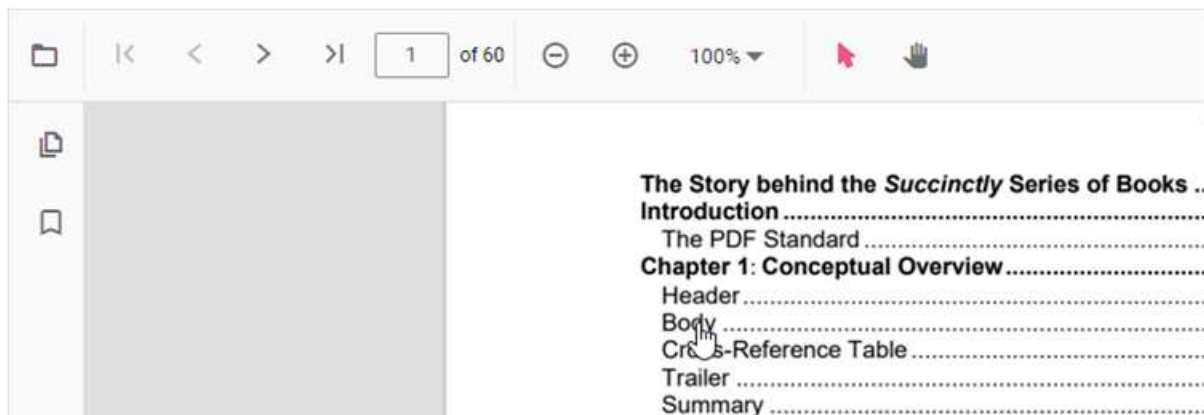 1 of 60 100%
The Story behind the Succinctly Series of Books ..
Introduction ..........................................................
The PDF Standard ..................................................
Chapter 1: Conceptual Overview ..............................
Header ....................................................................
Body .......................................................................
Cross-Reference Table ...........................................
Trailer .....................................................................
Summary ................................................................